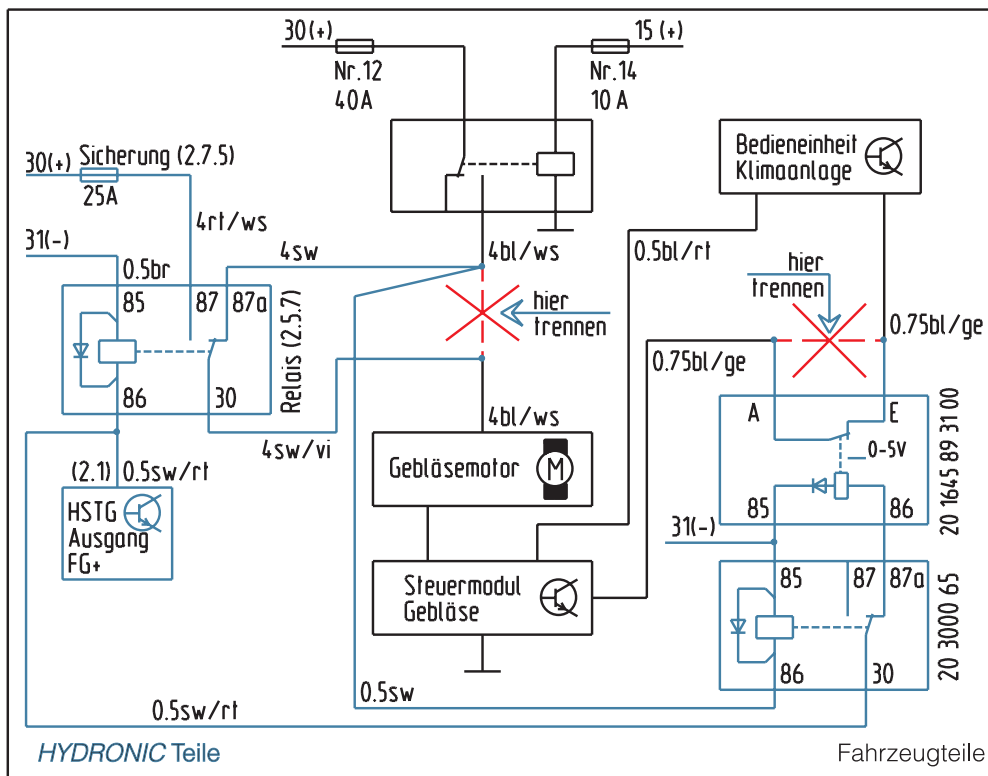 30(+)
Nr.12
40A
15 (+)
Nr.14
10 A
Bedieneinheit
Klimaanlage
30(+)
Sicherung (2.7.5)
25A
4rt/ws
31(-)
0.5br
4sw
4bl/ws
0.5bl/rt
hier
trennen
hier
trennen
0.75bl/ge
0.75bl/ge
85
87
87a
86
30
Relais (2.5.7)
4sw/vi
4bl/ws
(2.1)
0.5sw/rt
HSTG
Ausgang
FG+
Gebläsemotor
M
A
E
0-5V
85
86
20 1645 89 31 00
31(-)
Steuermodul
Gebläse
85
87
87a
86
30
20 3000 65
0.5sw
0.5sw/rt
HYDRONIC Teile
Fahrzeugteile